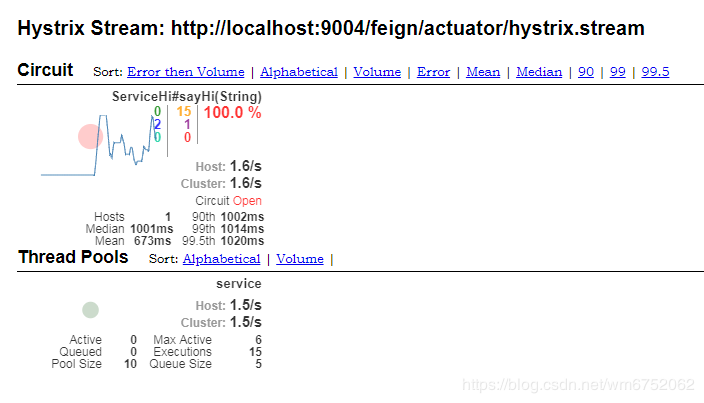 Hystrix Stream: http://localhost:9004/feign/actuator/hystrix.stream
Circuit Sort: Error then Volume | Alphabetical | Volume | Error | Mean | Median | 90 | 99 | 99.5
ServiceHi#sayHi(String)
0 15 100.0 %
2 1
0 0
Host: 1.6/s
Cluster: 1.6/s
Circuit Open
Hosts 1 90th 1002ms
Median 1001ms 99th 1014ms
Mean 673ms 99.5th 1020ms
Thread Pools Sort: Alphabetical | Volume |
service
Host: 1.5/s
Cluster: 1.5/s
Active 0 Max Active 6
Queued 0 Executions 15
Pool Size 10 Queue Size 5
https://blog.csdn.net/wm6752062